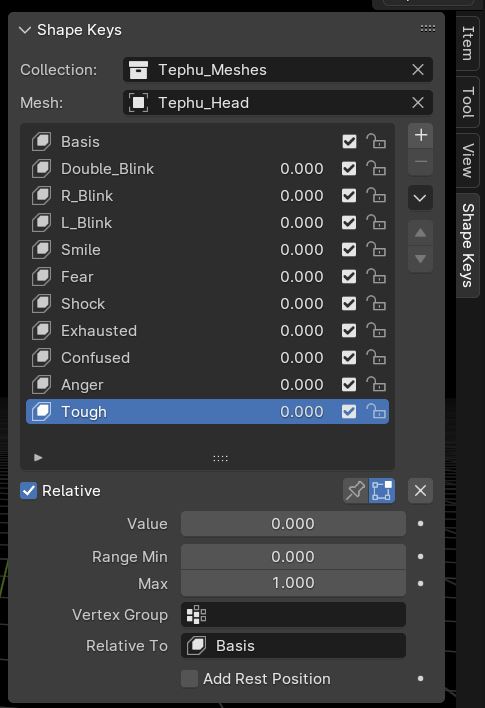 Shape Keys
Collection: Tephu_Meshes
Mesh: Tephu_Head
Basis
Double_Blink 0.000
R_Blink 0.000
L_Blink 0.000
Smile 0.000
Fear 0.000
Shock 0.000
Exhausted 0.000
Confused 0.000
Anger 0.000
Tough 0.000
Relative
Value 0.000
Range Min 0.000
Max 1.000
Vertex Group
Relative To Basis
Add Rest Position
Item
Tool
View
Shape Keys